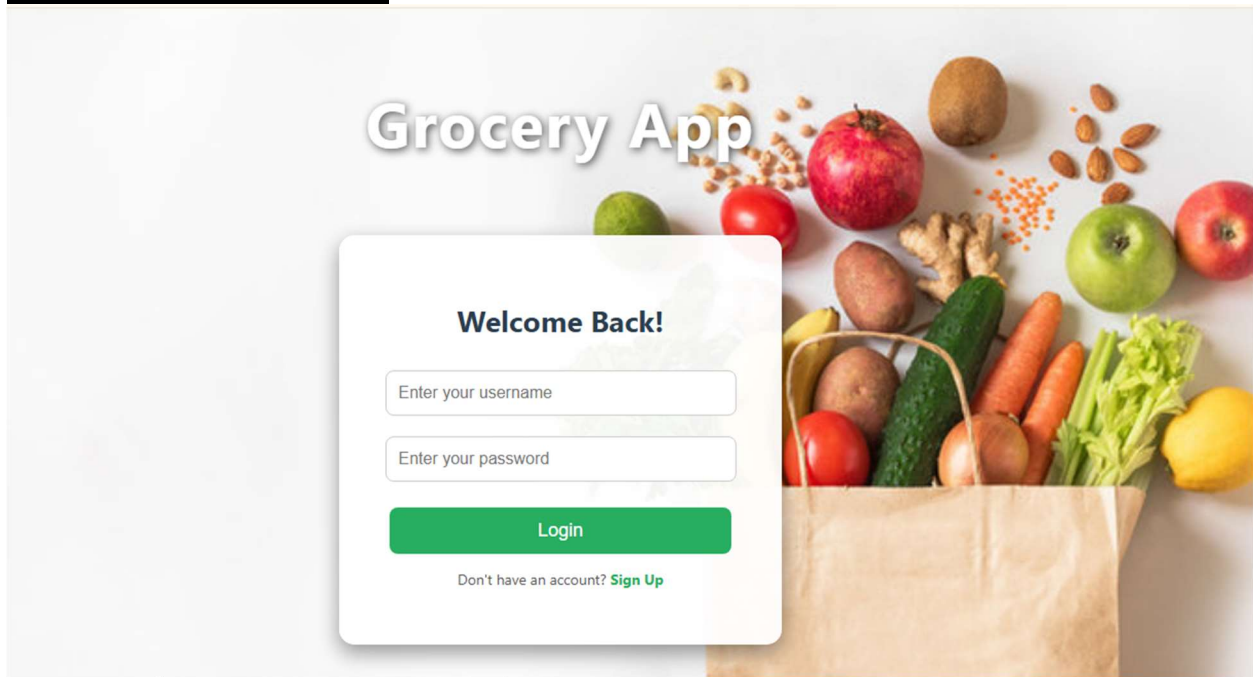 Grocery App
Welcome Back!
Enter your username
Enter your password
Login
Don't have an account? Sign Up